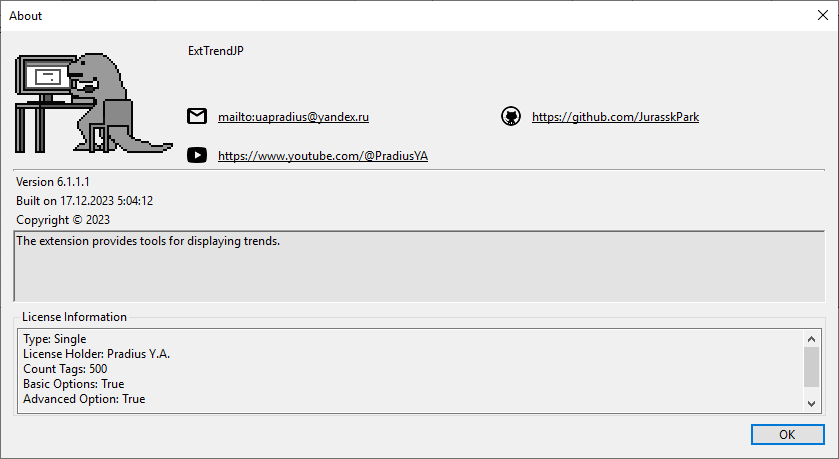 About
ExtTrendJP
mailto:uapradius@yandex.ru
https://github.com/JurasskPark
https://www.youtube.com/@PradiusYA
Version 6.1.1.1
Built on 17.12.2023 5:04:12
Copyright © 2023
The extension provides tools for displaying trends.
License Information
Type: Single
License Holder: Pradius Y.A.
Count Tags: 500
Basic Options: True
Advanced Option: True
OK